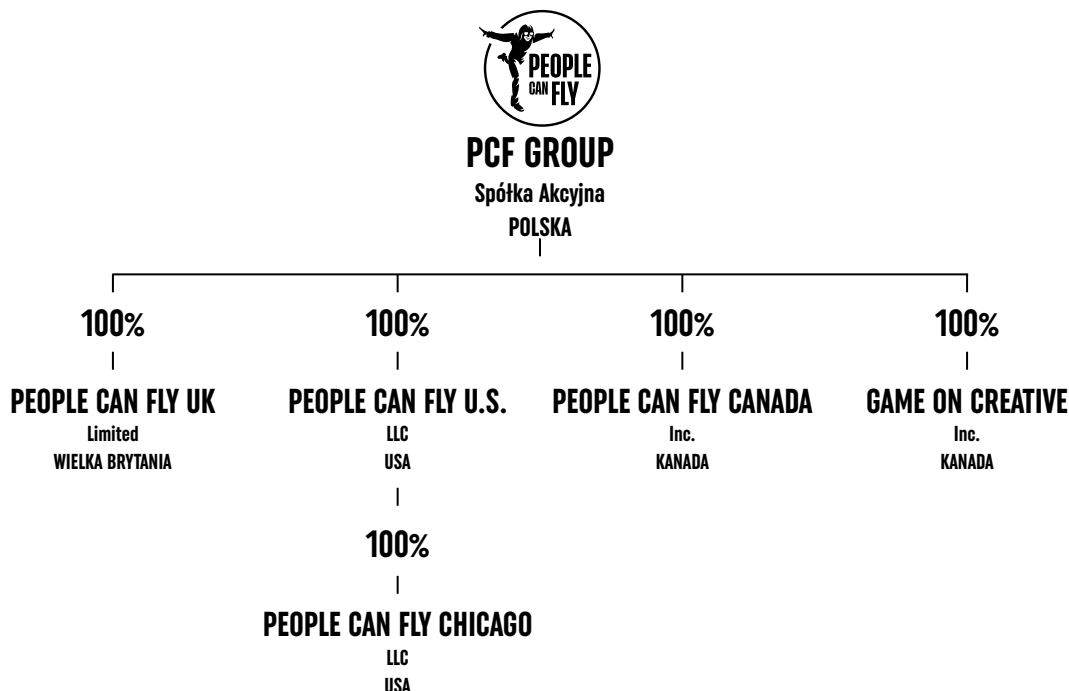 PEOPLE
CAN FLY
PCF GROUP
Spółka Akcyjna
POLSKA
100%
100%
100%
100%
PEOPLE CAN FLY UK
Limited
WIELKA BRYTANIA
PEOPLE CAN FLY U.S.
LLC
USA
PEOPLE CAN FLY CANADA
Inc.
KANADA
GAME ON CREATIVE
Inc.
KANADA
100%
PEOPLE CAN FLY CHICAGO
LLC
USA